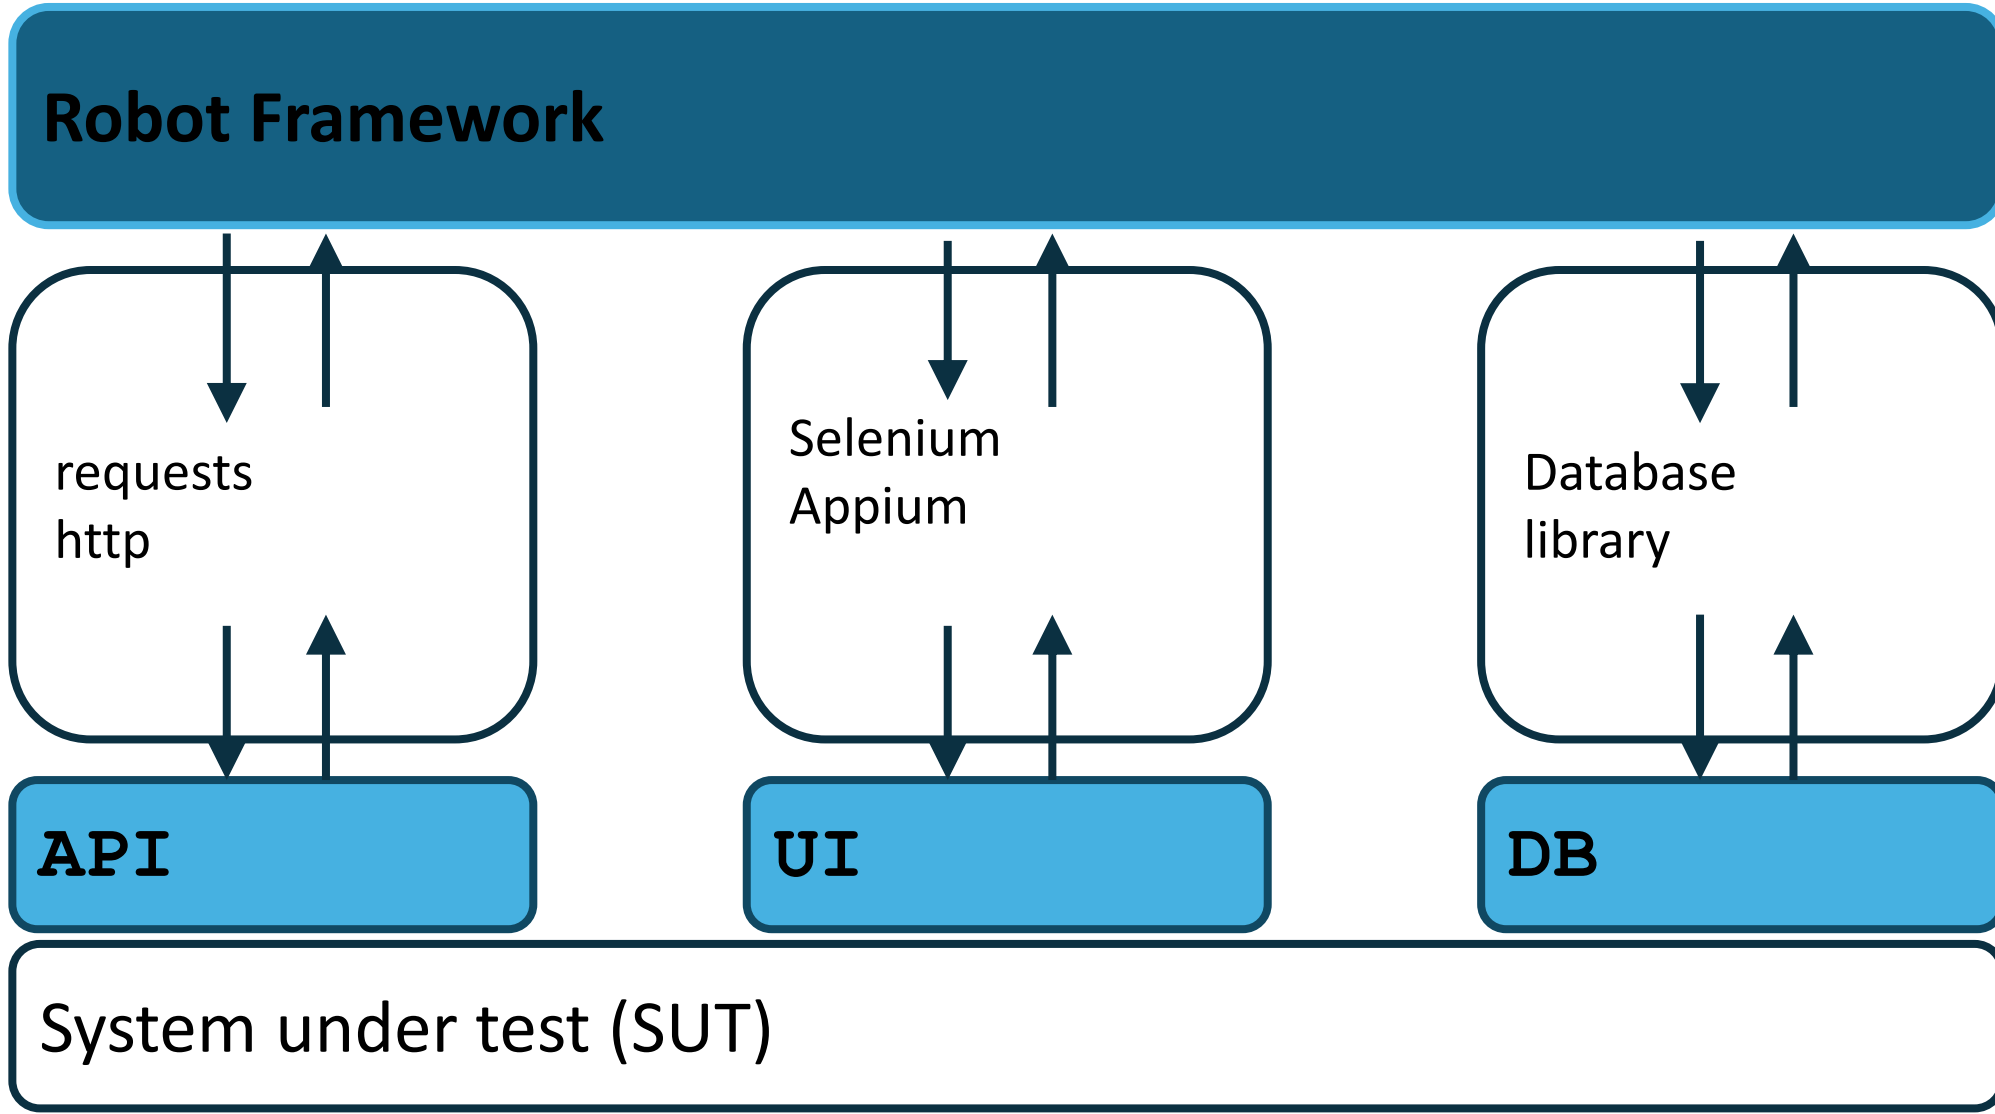 Robot Framework
requests
http
Selenium
Appium
Database
library
API
UI
DB
System under test (SUT)